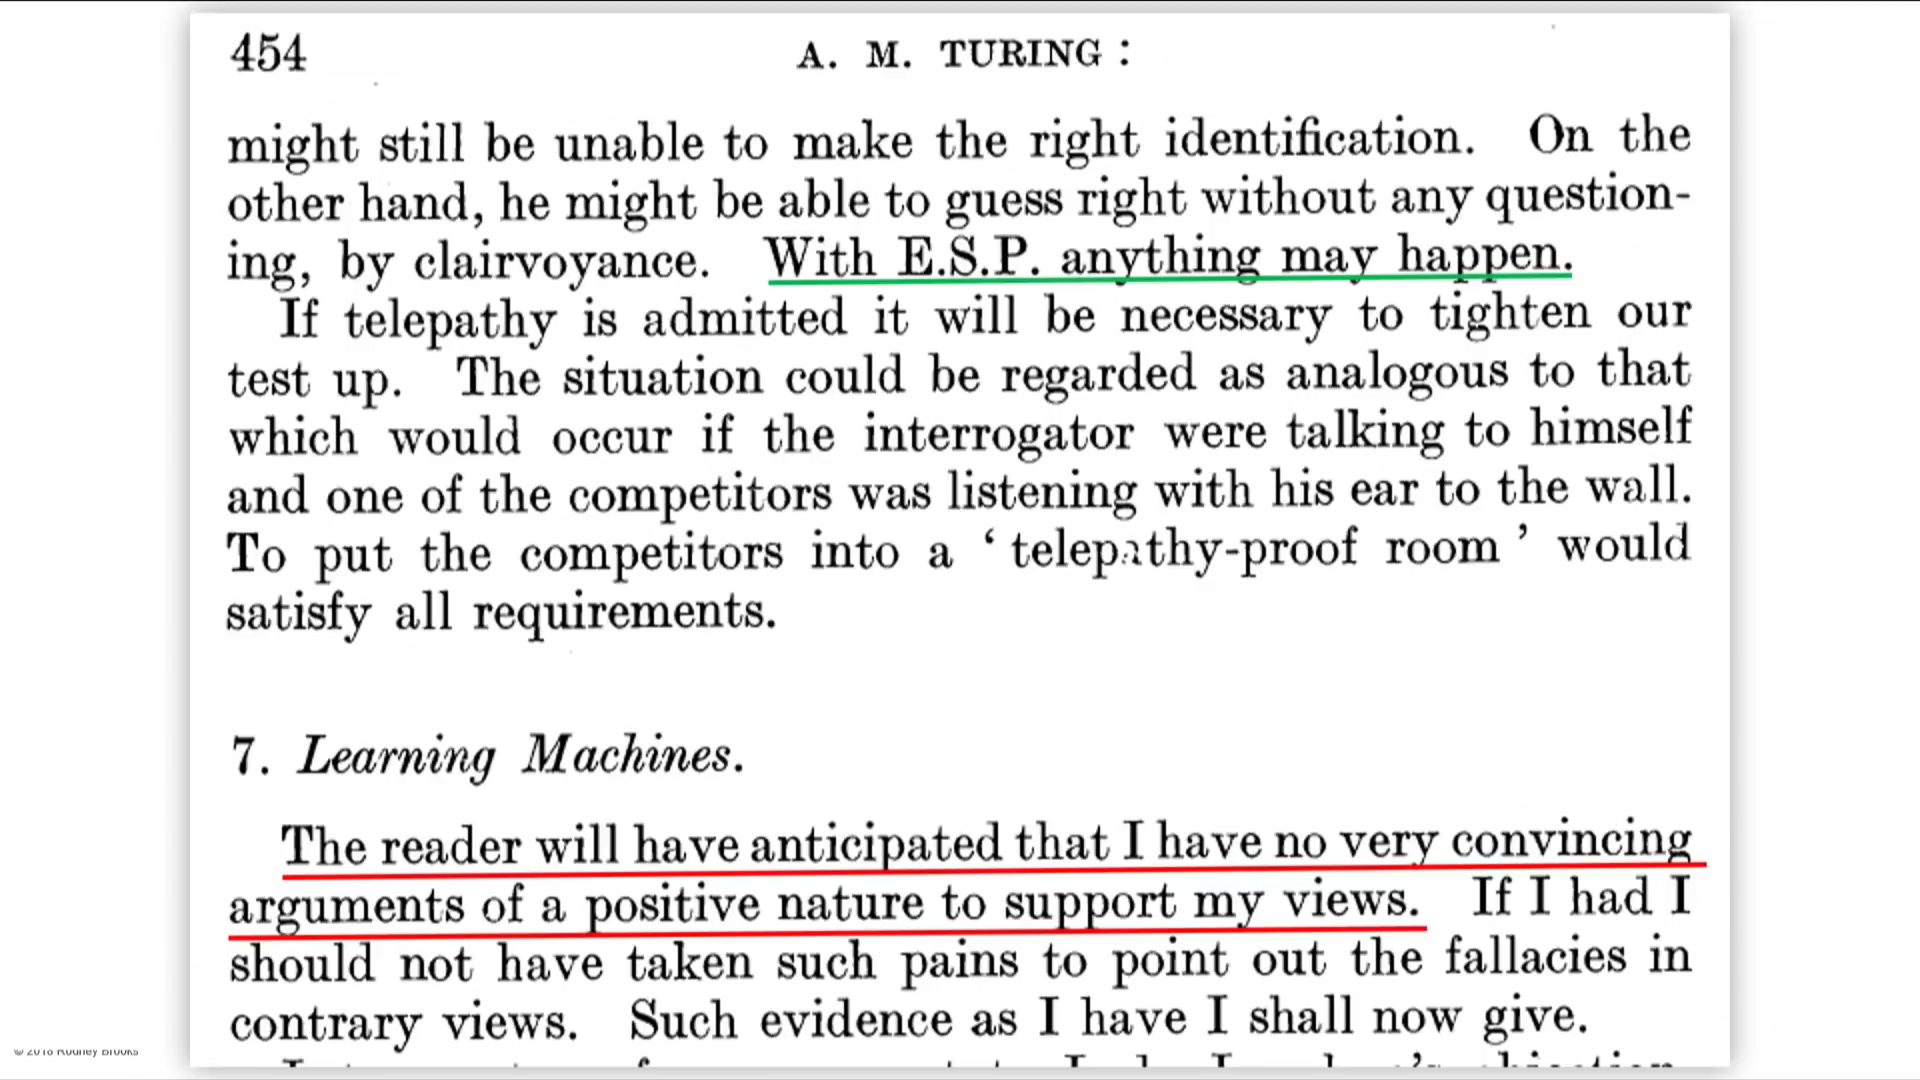 454
A. M. TURING :
might still be unable to make the right identification. On the
other hand, he might be able to guess right without any question-
ing, by clairvoyance. With E.S.P. anything may happen.
If telepathy is admitted it will be necessary to tighten our
test up. The situation could be regarded as analogous to that
which would occur if the interrogator were talking to himself
and one of the competitors was listening with his ear to the wall.
To put the competitors into a ‘ telepathy-proof room ’ would
satisfy all requirements.
7. Learning Machines.
The reader will have anticipated that I have no very convincing
arguments of a positive nature to support my views. If I had I
should not have taken such pains to point out the fallacies in
contrary views. Such evidence as I have I shall now give.
© 2018 Rodney Brooks